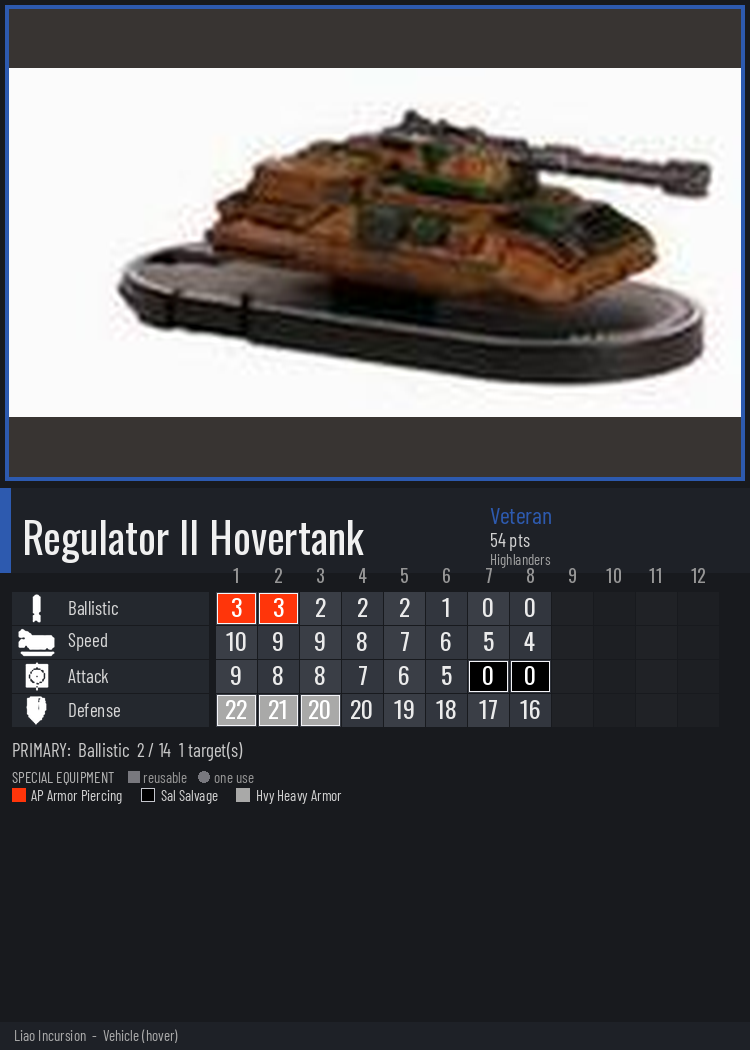 Regulator II Hovertank
Veteran
54 pts
Highlanders
1 2 3 4 5 6 7 8 9 10 11 12
Ballistic 3 3 2 2 2 1 0 0
Speed 10 9 9 8 7 6 5 4
Attack 9 8 8 7 6 5 0 0
Defense 22 21 20 20 19 18 17 16
PRIMARY: Ballistic 2 / 14 1 target(s)
SPECIAL EQUIPMENT reusable one use
AP Armor Piercing Sal Salvage Hvy Heavy Armor
Liao Incursion - Vehicle (hover)